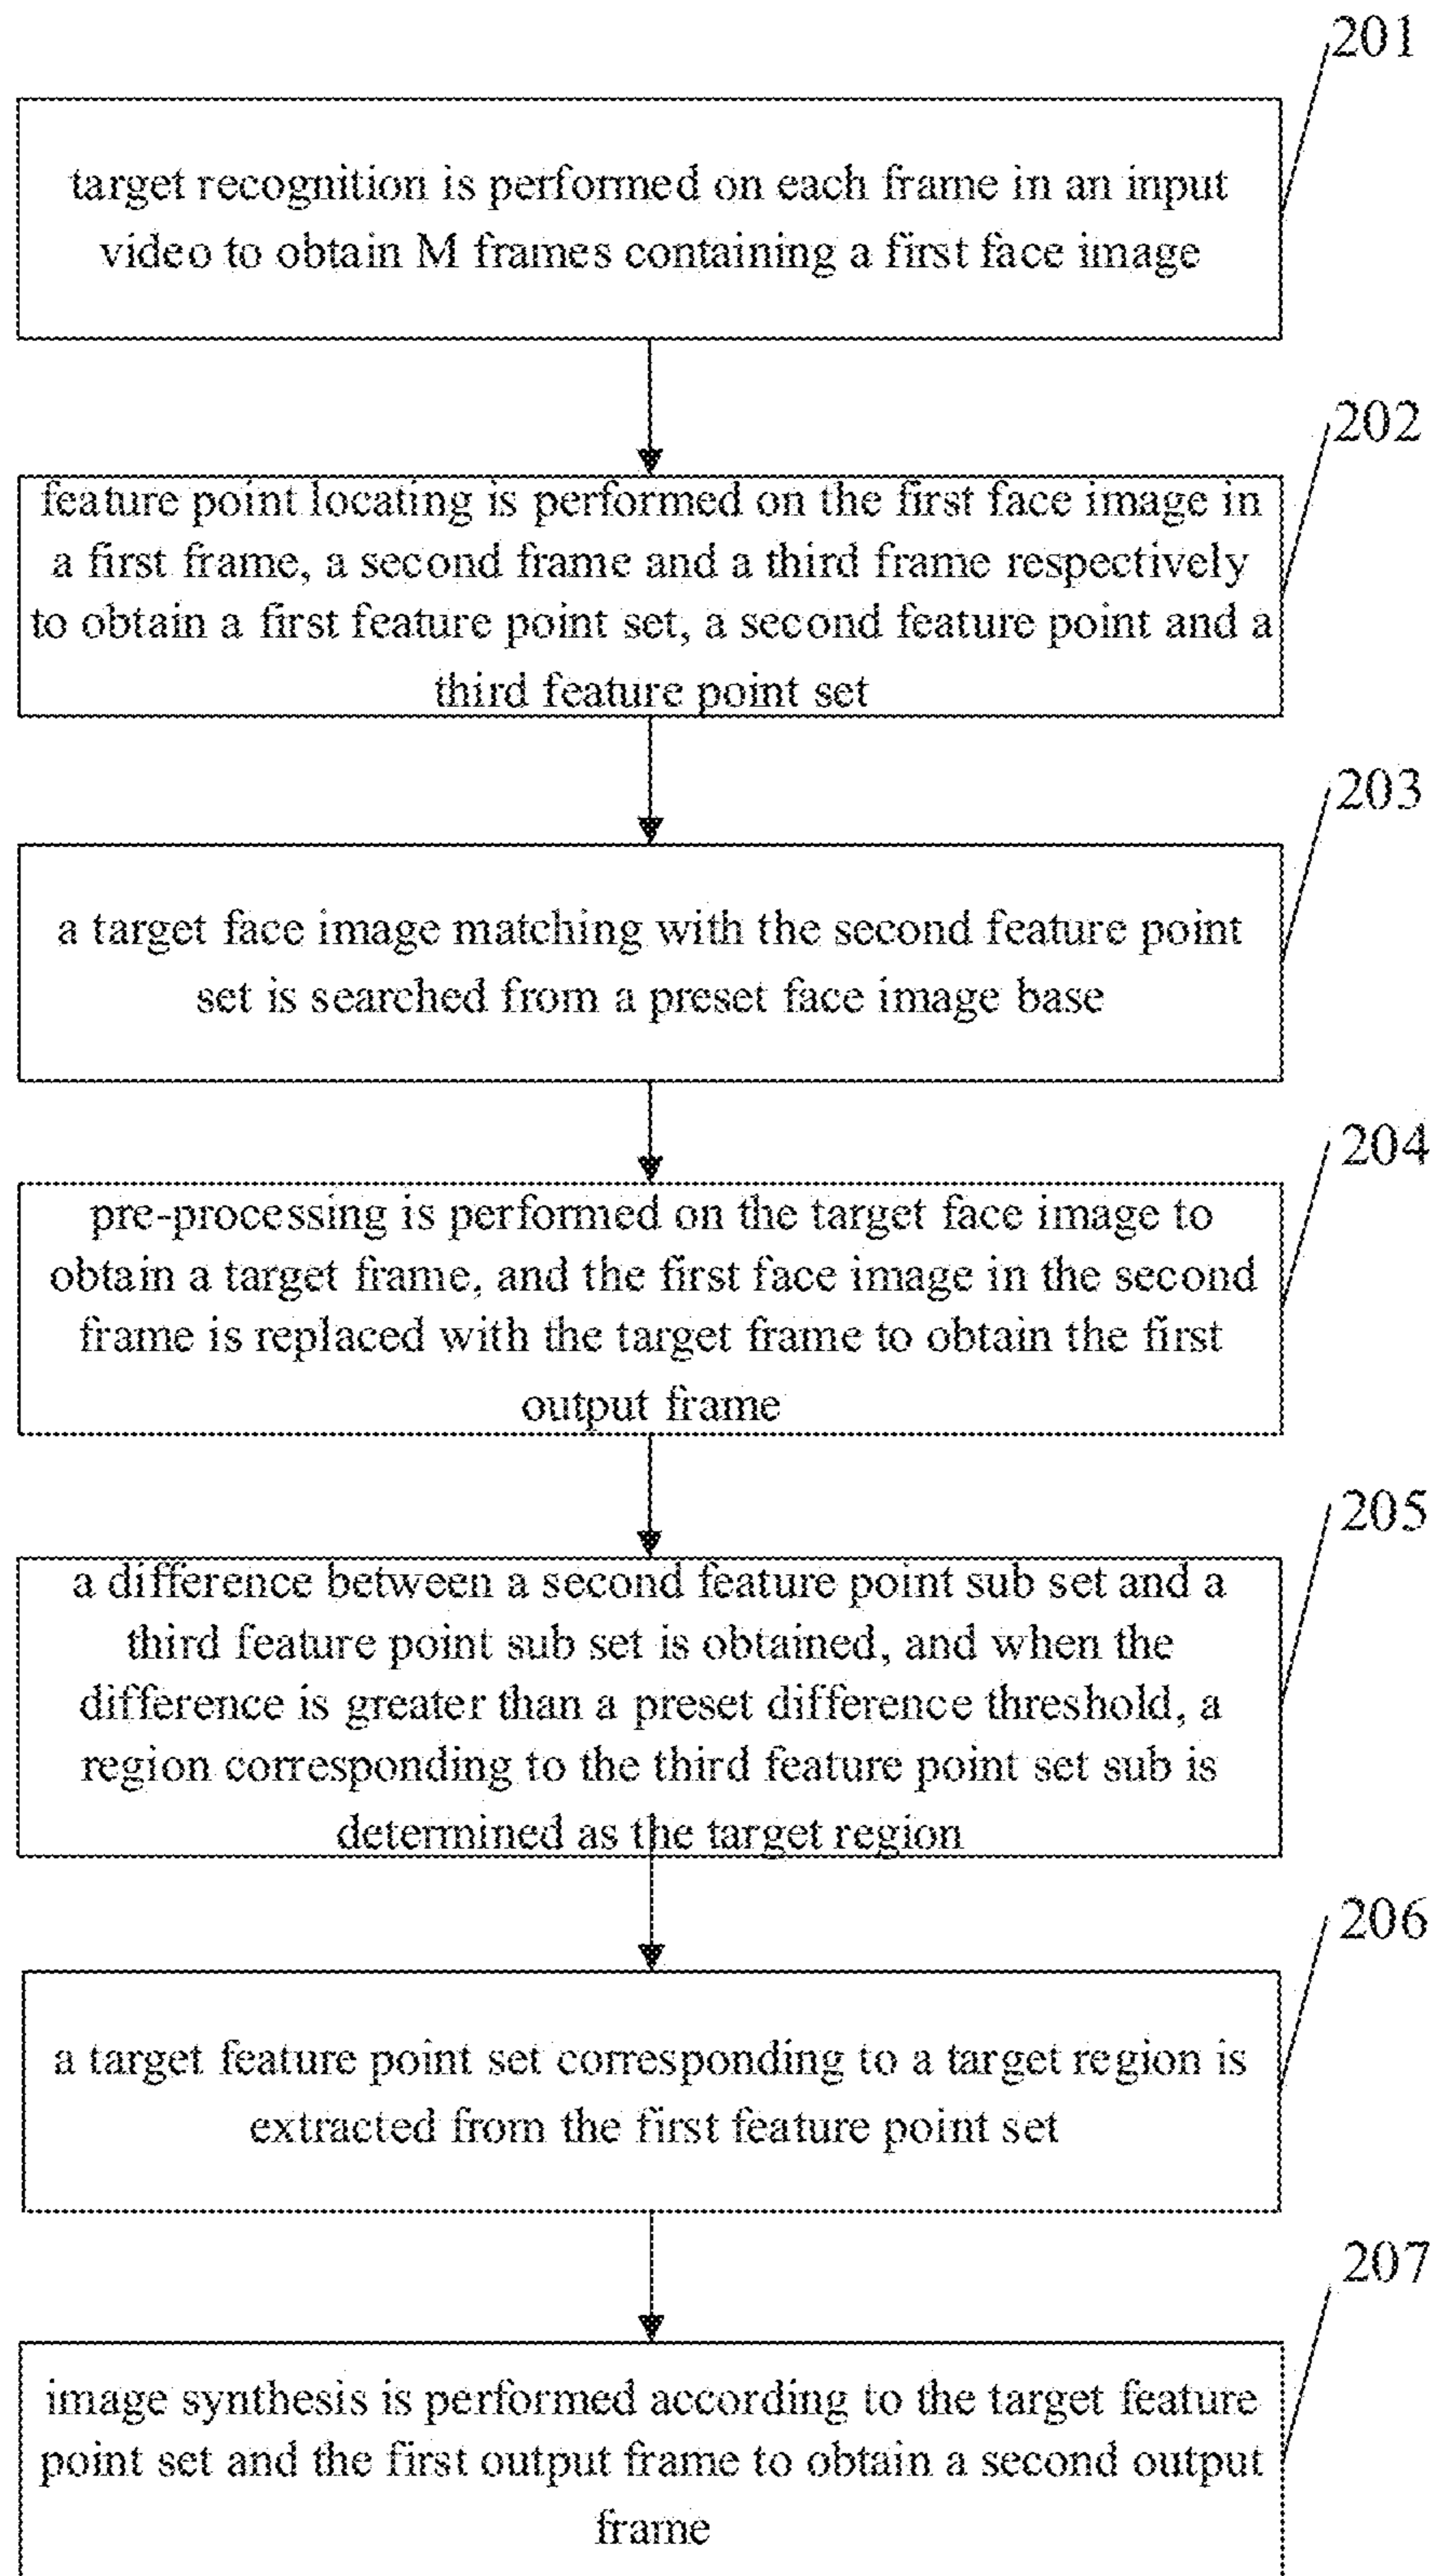 201
target recognition is performed on each frame in an input
video to obtain M frames containing a first face image
202
feature point locating is performed on the first face image in
a first frame, a second frame and a third frame respectively
to obtain a first feature point set, a second feature point and a
third feature point set
203
a target face image matching with the second feature point
set is searched from a preset face image base
204
pre-processing is performed on the target face image to
obtain a target frame, and the first face image in the second
frame is replaced with the target frame to obtain the first
output frame
205
a difference between a second feature point sub set and a
third feature point sub set is obtained, and when the
difference is greater than a preset difference threshold, a
region corresponding to the third feature point set sub is
determined as the target region
206
a target feature point set corresponding to a target region is
extracted from the first feature point set
207
image synthesis is performed according to the target feature
point set and the first output frame to obtain a second output
frame